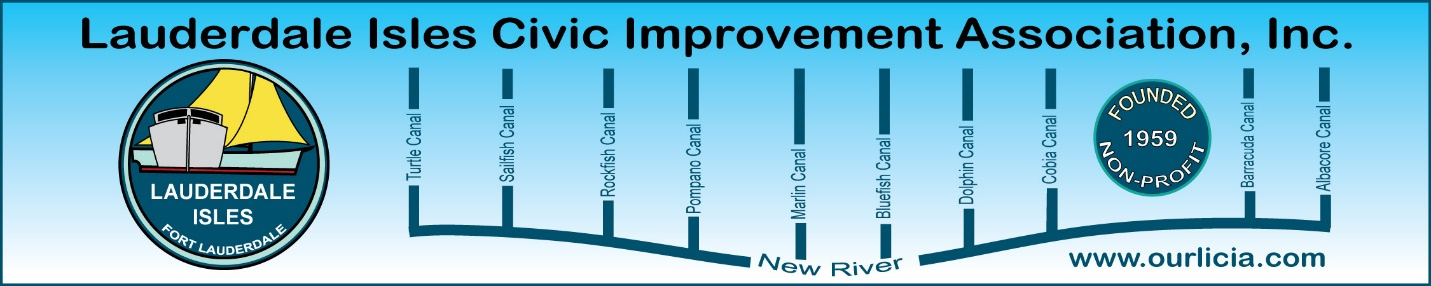 Lauderdale Isles Civic Improvement Association, Inc.
LAUDERDALE
ISLES
FORT LAUDERDALE
Turtle Canal
Sailfish Canal
Rockfish Canal
Pompano Canal
Marlin Canal
Bluefish Canal
Dolphin Canal
Cobia Canal
FOUNDED
1959
NON-PROFIT
Barracuda Canal
Albacore Canal
New River
www.ourlicia.com